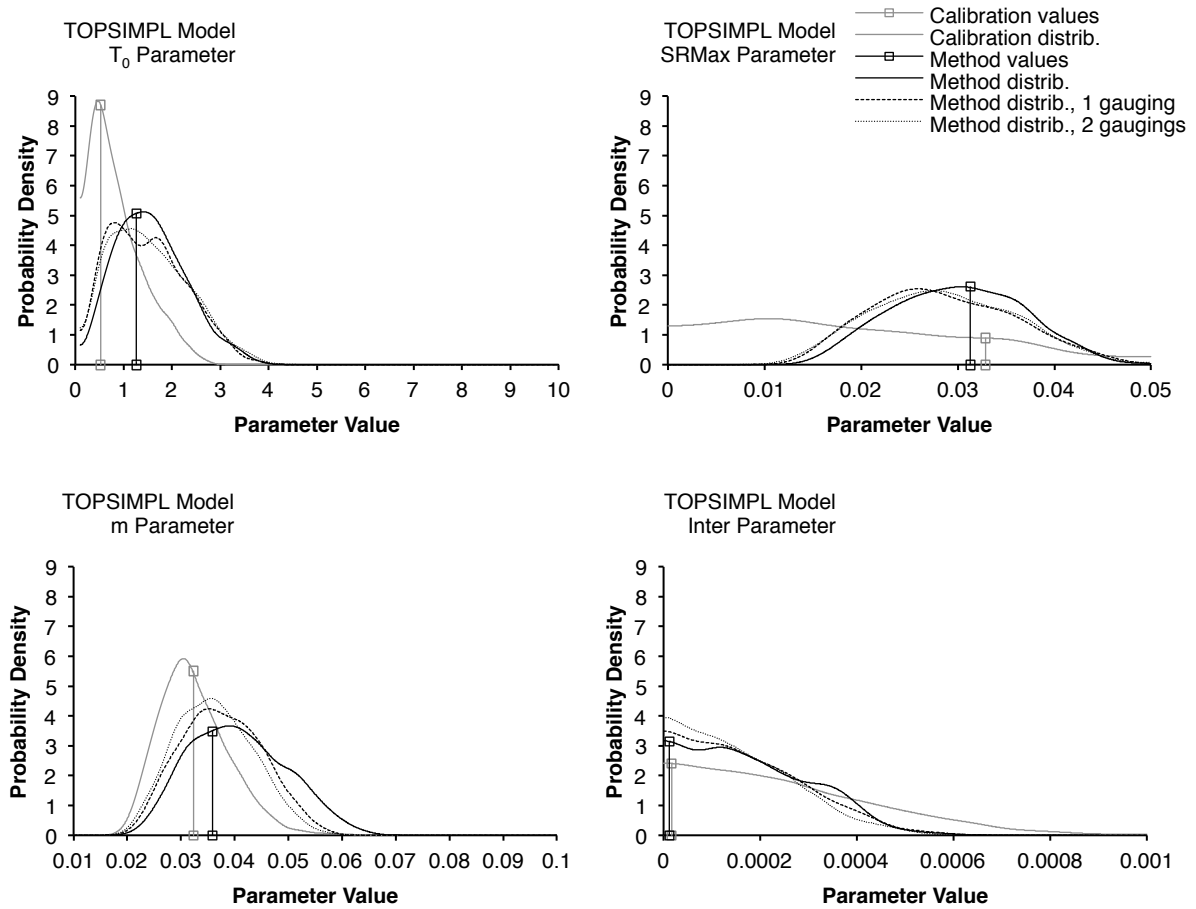 TOPSIMPL Model
T0 Parameter
Probability Density
9
8
7
6
5
4
3
2
1
0
0 1 2 3 4 5 6 7 8 9 10
Parameter Value
TOPSIMPL Model
SRMax Parameter
Calibration values
Calibration distrib.
Method values
Method distrib.
Method distrib., 1 gauging
Method distrib., 2 gaugings
Probability Density
9
8
7
6
5
4
3
2
1
0
0 0.01 0.02 0.03 0.04 0.05
Parameter Value
TOPSIMPL Model
m Parameter
Probability Density
9
8
7
6
5
4
3
2
1
0
0.01 0.02 0.03 0.04 0.05 0.06 0.07 0.08 0.09 0.1
Parameter Value
TOPSIMPL Model
Inter Parameter
Probability Density
9
8
7
6
5
4
3
2
1
0
0 0.0002 0.0004 0.0006 0.0008 0.001
Parameter Value